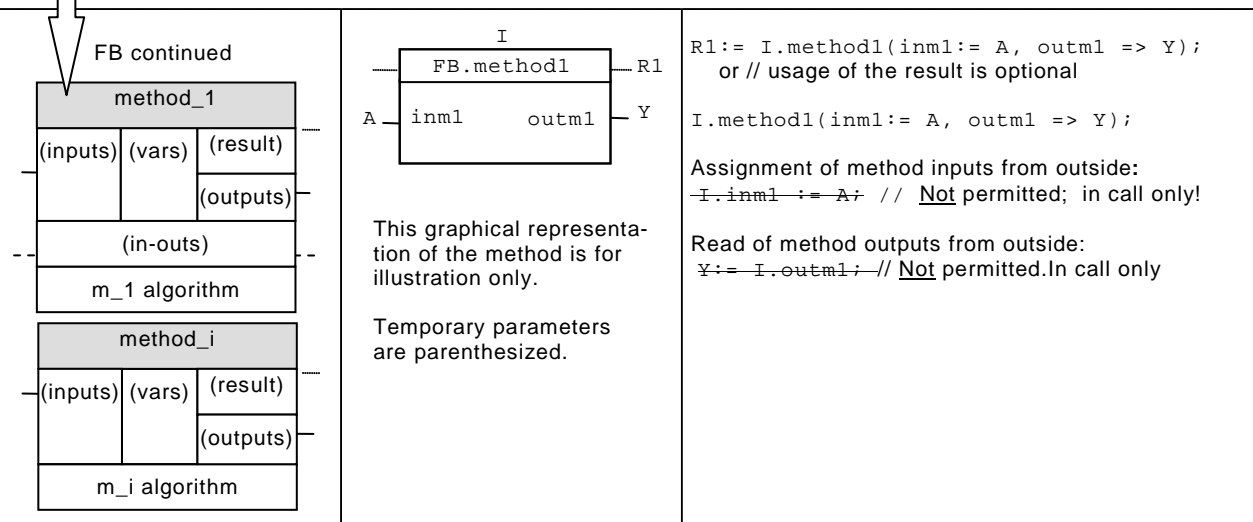 FB continued
method_1
(inputs) (vars) (result)
(outputs)
(in-outs)
m_1 algorithm
method_i
(inputs) (vars) (result)
(outputs)
m_i algorithm
I
FB.method1 R1
A inm1 outm1 Y
This graphical representa-
tion of the method is for
illustration only.
Temporary parameters
are parenthesized.
R1:= I.method1(inm1:= A, outm1 => Y);
or // usage of the result is optional
I.method1(inm1:= A, outm1 => Y);
Assignment of method inputs from outside:
I.inm1 := A; // Not permitted; in call only!
Read of method outputs from outside:
Y:= I.outm1; // Not permitted.In call only